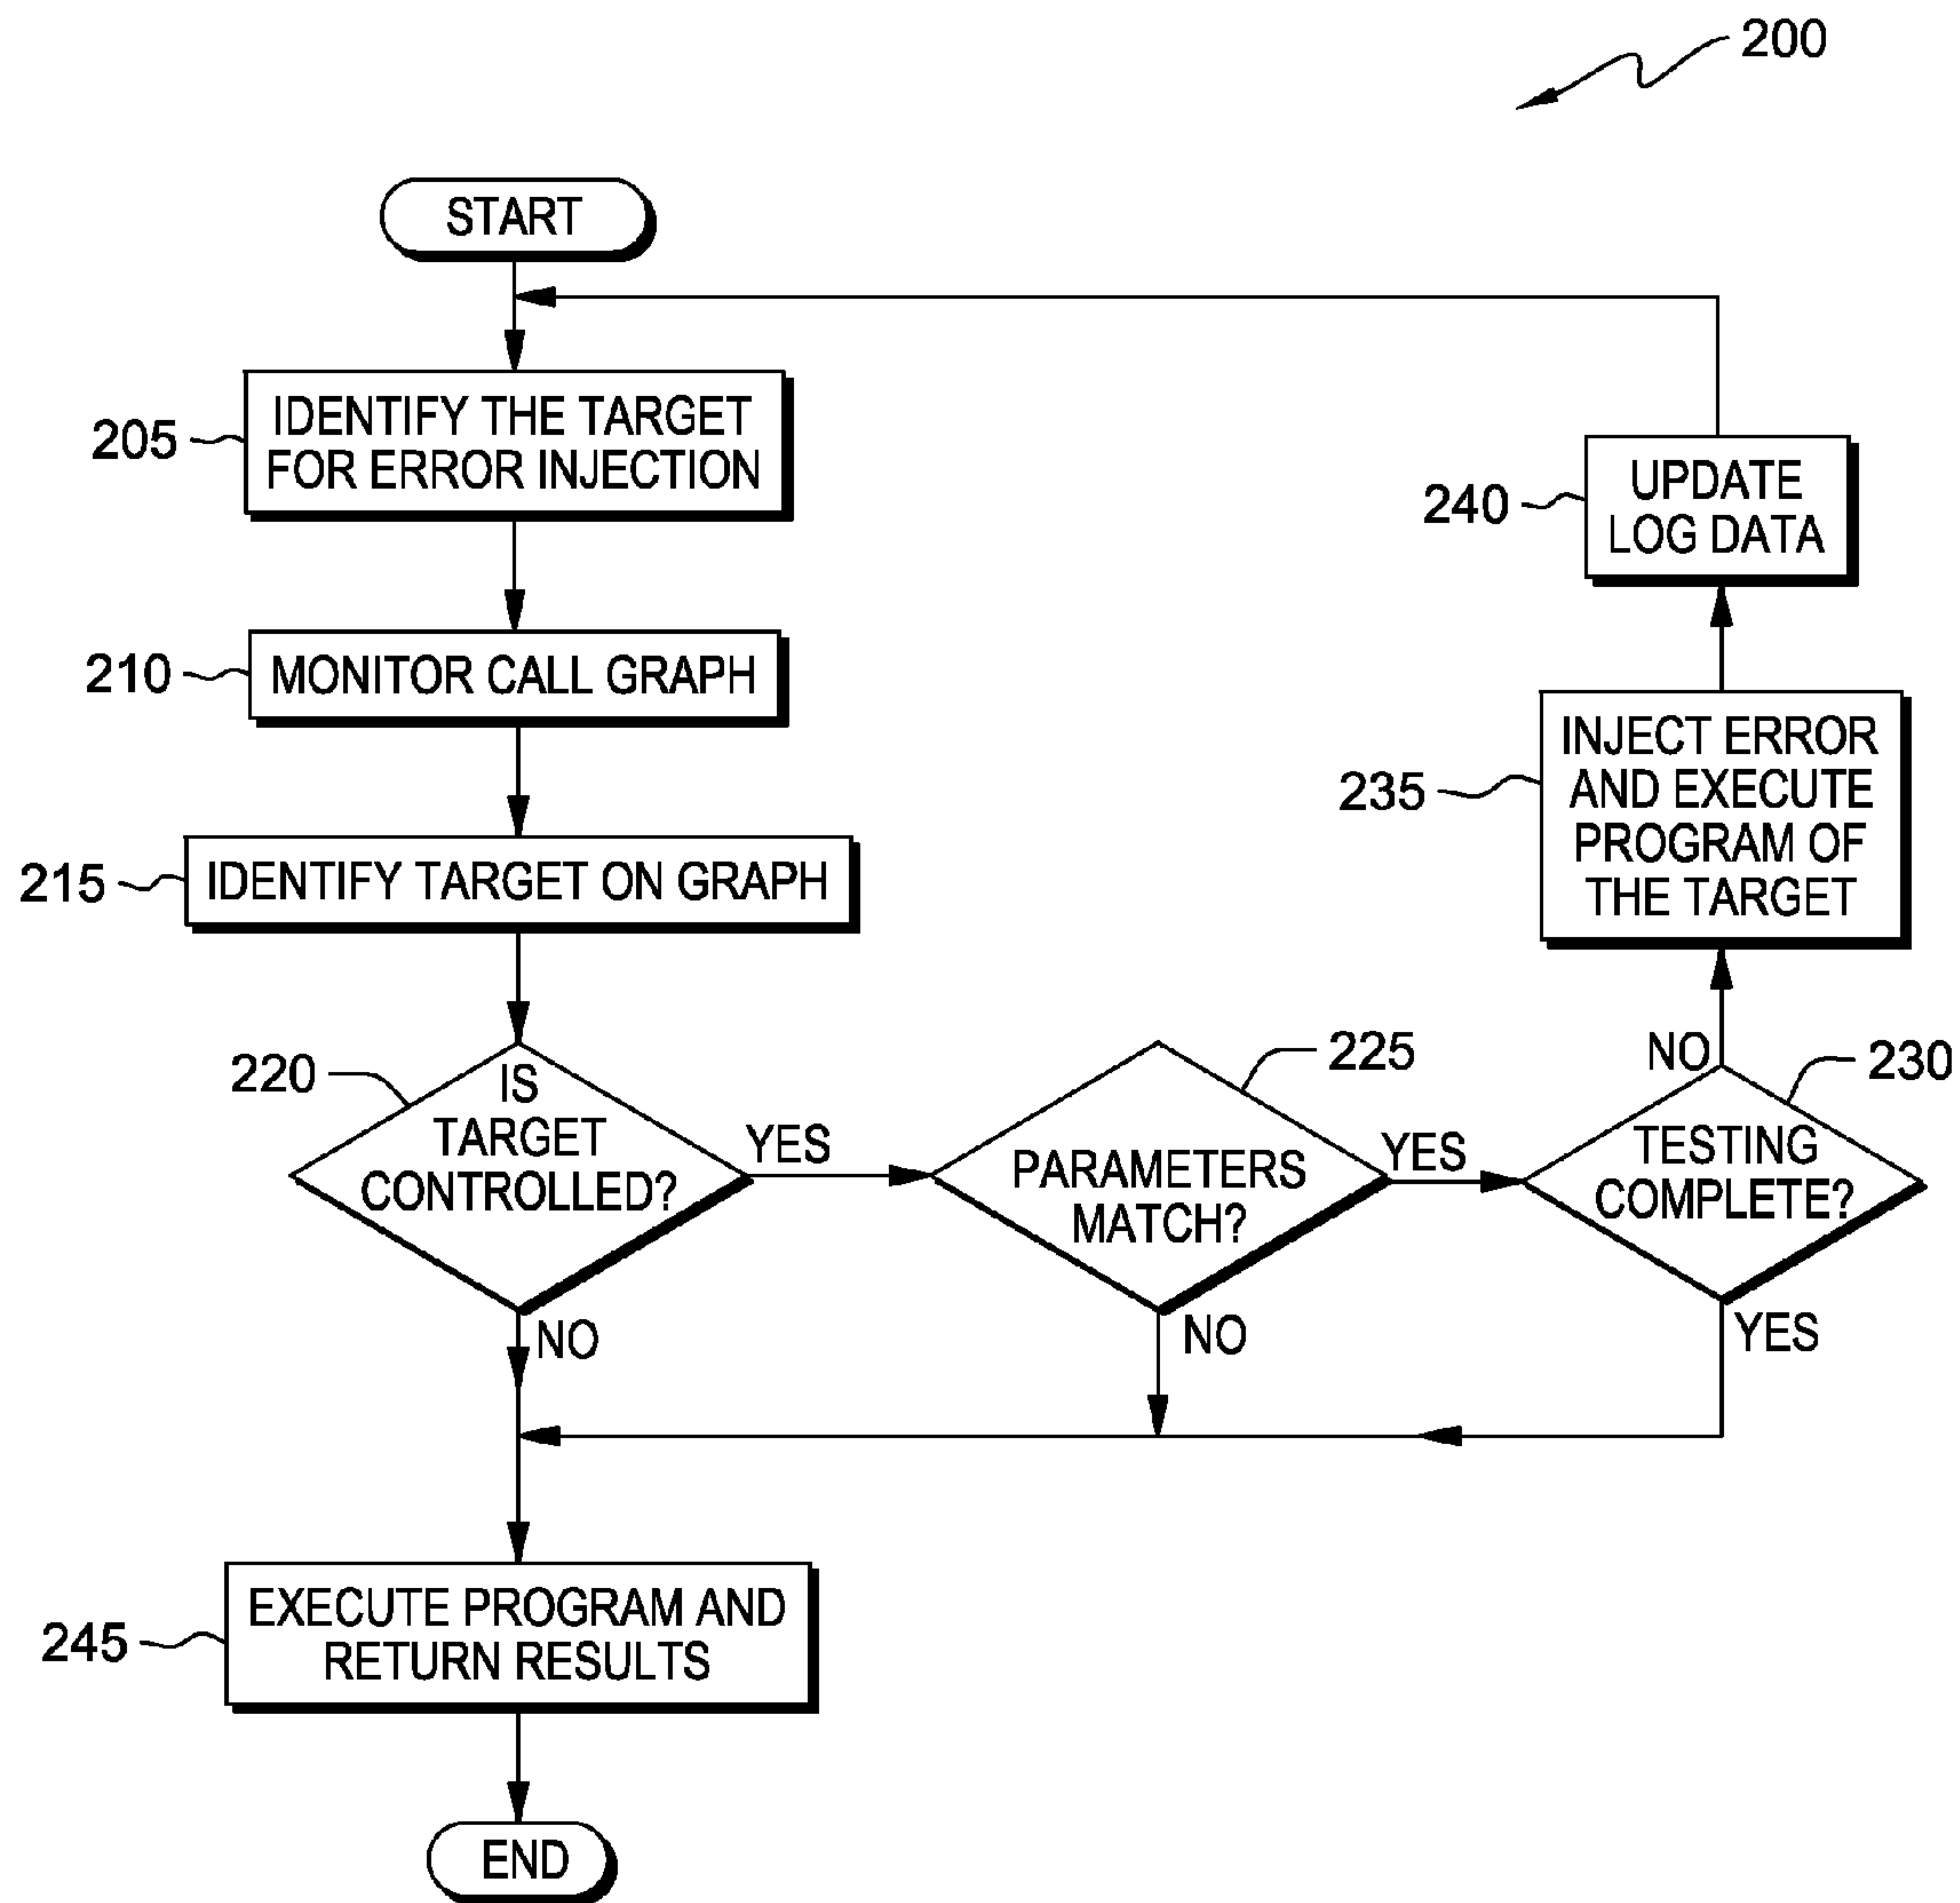 200
START
205
IDENTIFY THE TARGET
FOR ERROR INJECTION
240
UPDATE
LOG DATA
210
MONITOR CALL GRAPH
235
INJECT ERROR
AND EXECUTE
PROGRAM OF
THE TARGET
215
IDENTIFY TARGET ON GRAPH
220
IS
TARGET
CONTROLLED?
YES
NO
225
PARAMETERS
MATCH?
YES
NO
230
TESTING
COMPLETE?
NO
YES
245
EXECUTE PROGRAM AND
RETURN RESULTS
END